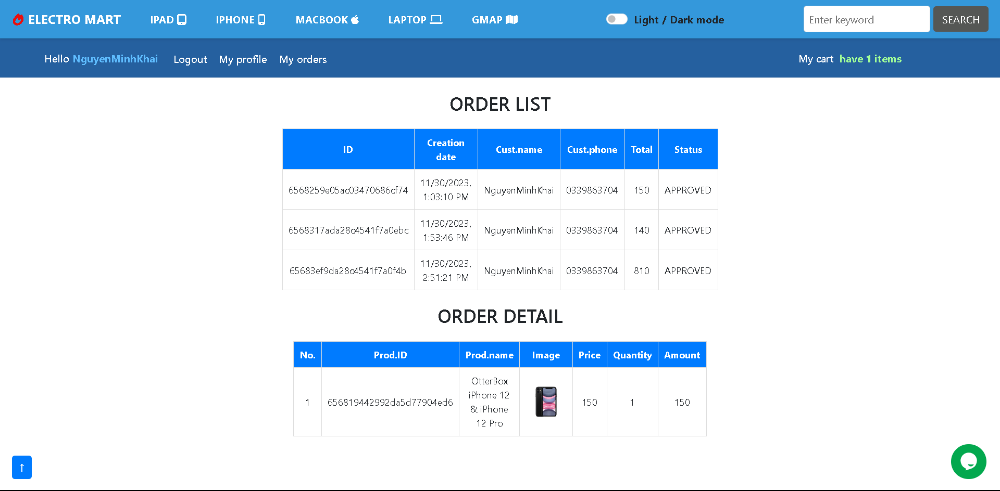 ELECTRO MART IPAD IPHONE MACBOOK LAPTOP GMAP Light / Dark mode Enter keyword SEARCH
Hello NguyenMinhKhai Logout My profile My orders My cart have 1 items
ORDER LIST
ID Creation date Cust.name Cust.phone Total Status
6568259e05ac03470686cf74 11/30/2023, 1:03:10 PM NguyenMinhKhai 0339863704 150 APPROVED
6568317ada28c4541f7a0ebc 11/30/2023, 1:53:46 PM NguyenMinhKhai 0339863704 140 APPROVED
65683ef9da28c4541f7a0f4b 11/30/2023, 2:51:21 PM NguyenMinhKhai 0339863704 810 APPROVED
ORDER DETAIL
No. Prod.ID Prod.name Image Price Quantity Amount
1 656819442992da5d77904ed6 OtterBox iPhone 12 & iPhone 12 Pro 150 1 150
↑